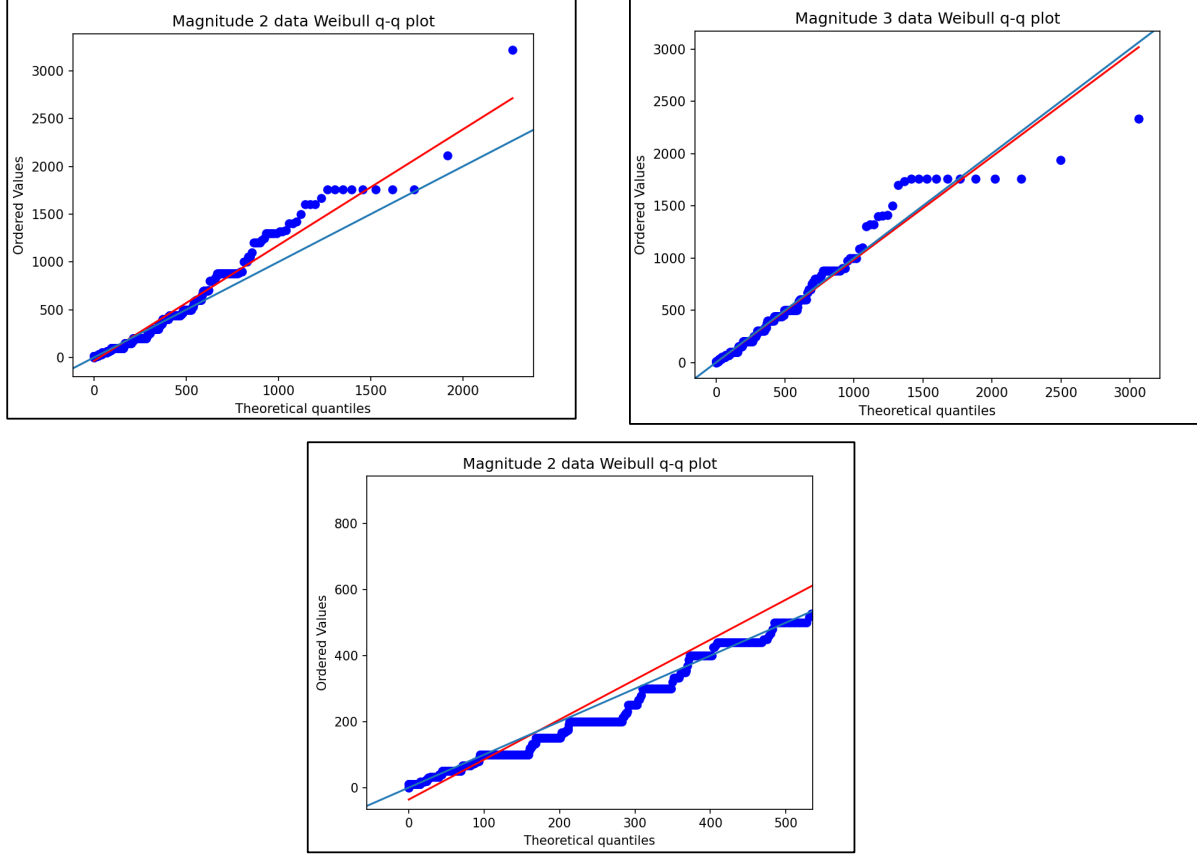 Magnitude 2 data Weibull q-q plot
3000
2500
2000
1500
1000
500
0
Ordered Values
0 500 1000 1500 2000
Theoretical quantiles
Magnitude 3 data Weibull q-q plot
3000
2500
2000
1500
1000
500
0
Ordered Values
0 500 1000 1500 2000 2500 3000
Theoretical quantiles
Magnitude 2 data Weibull q-q plot
800
600
400
200
0
Ordered Values
0 100 200 300 400 500
Theoretical quantiles